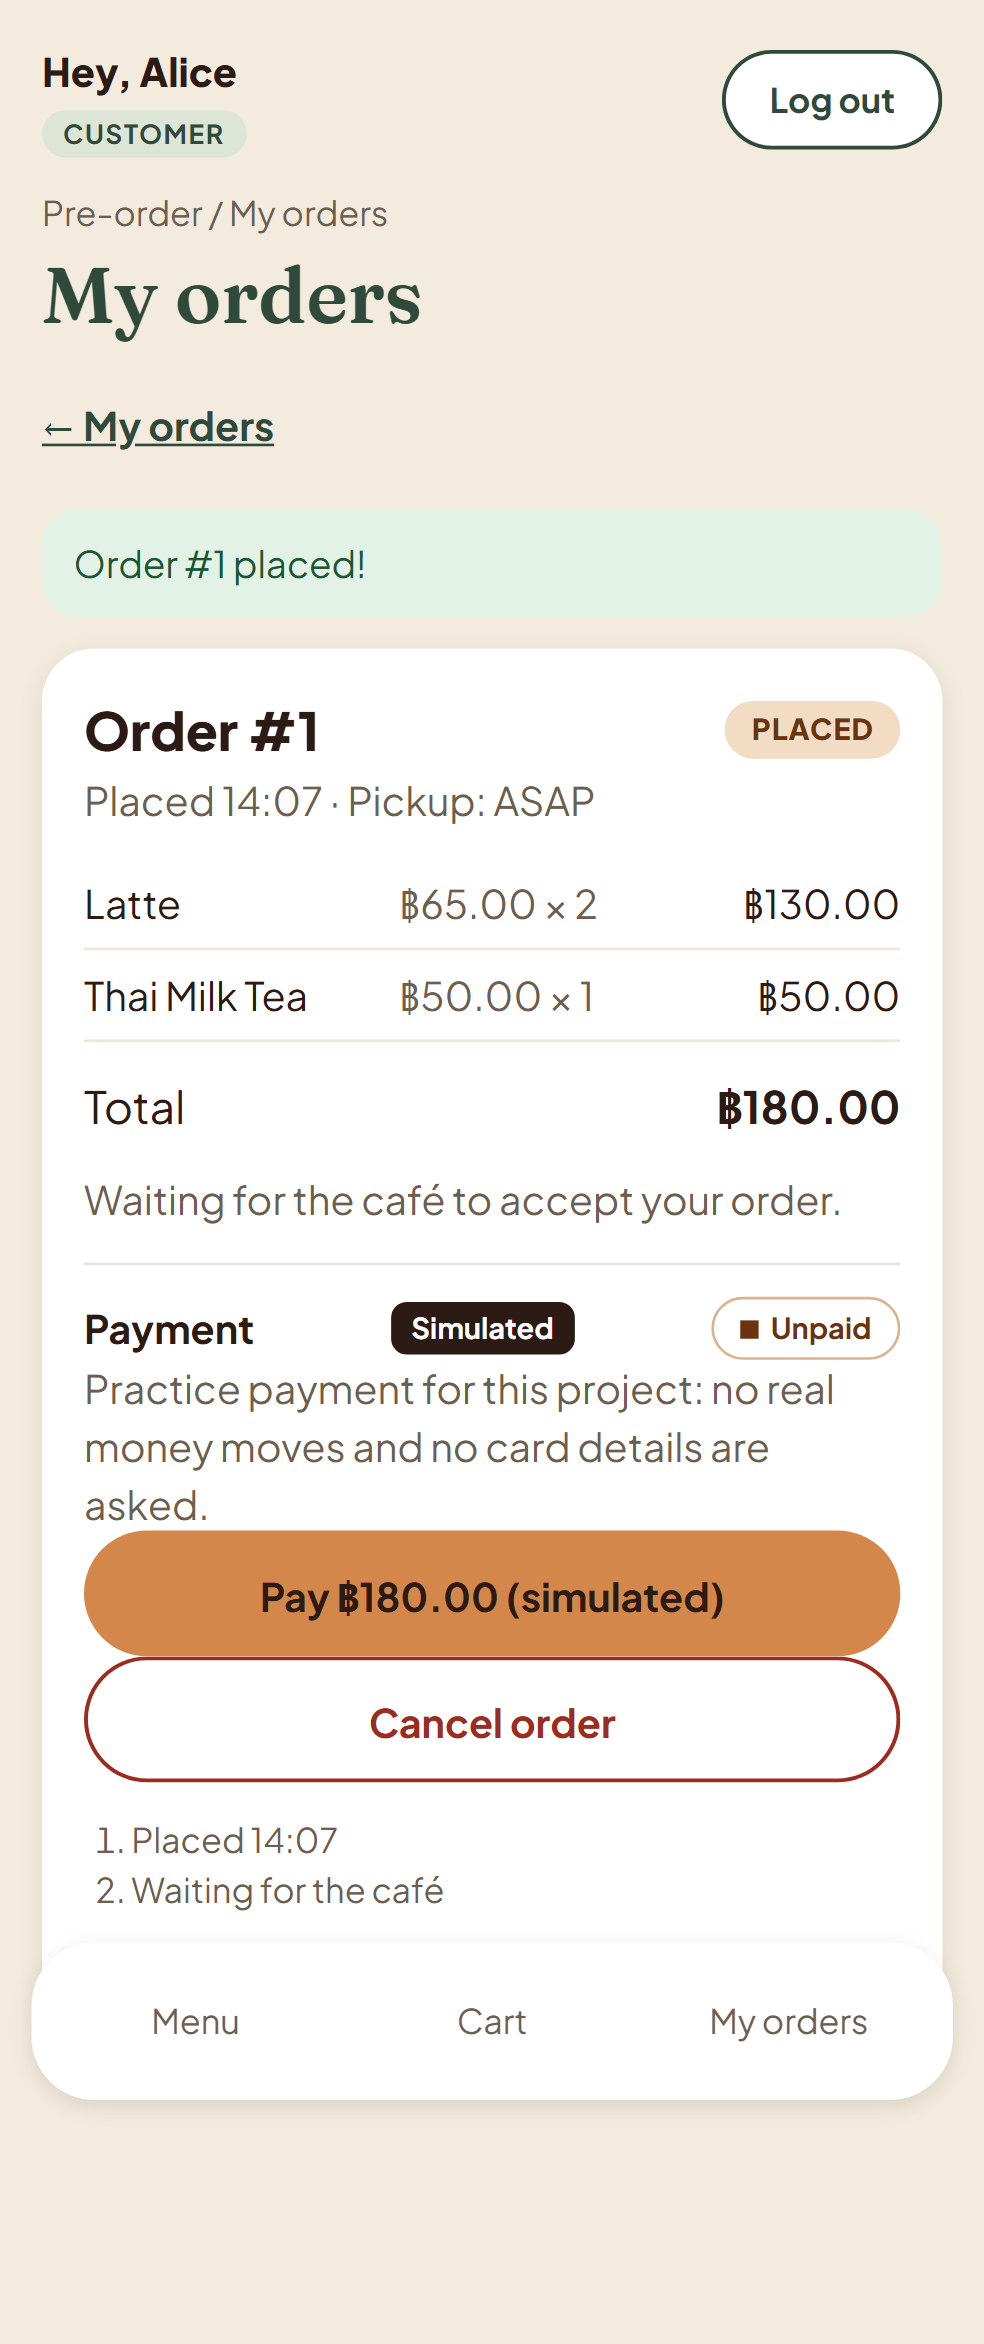 Hey, Alice
Log out
CUSTOMER
Pre-order / My orders
My orders
← My orders
Order #1 placed!
Order #1
PLACED
Placed 14:07 · Pickup: ASAP
Latte ฿65.00 × 2 ฿130.00
Thai Milk Tea ฿50.00 × 1 ฿50.00
Total ฿180.00
Waiting for the café to accept your order.
Payment Simulated ■ Unpaid
Practice payment for this project: no real
money moves and no card details are
asked.
Pay ฿180.00 (simulated)
Cancel order
1. Placed 14:07
2. Waiting for the café
Menu Cart My orders